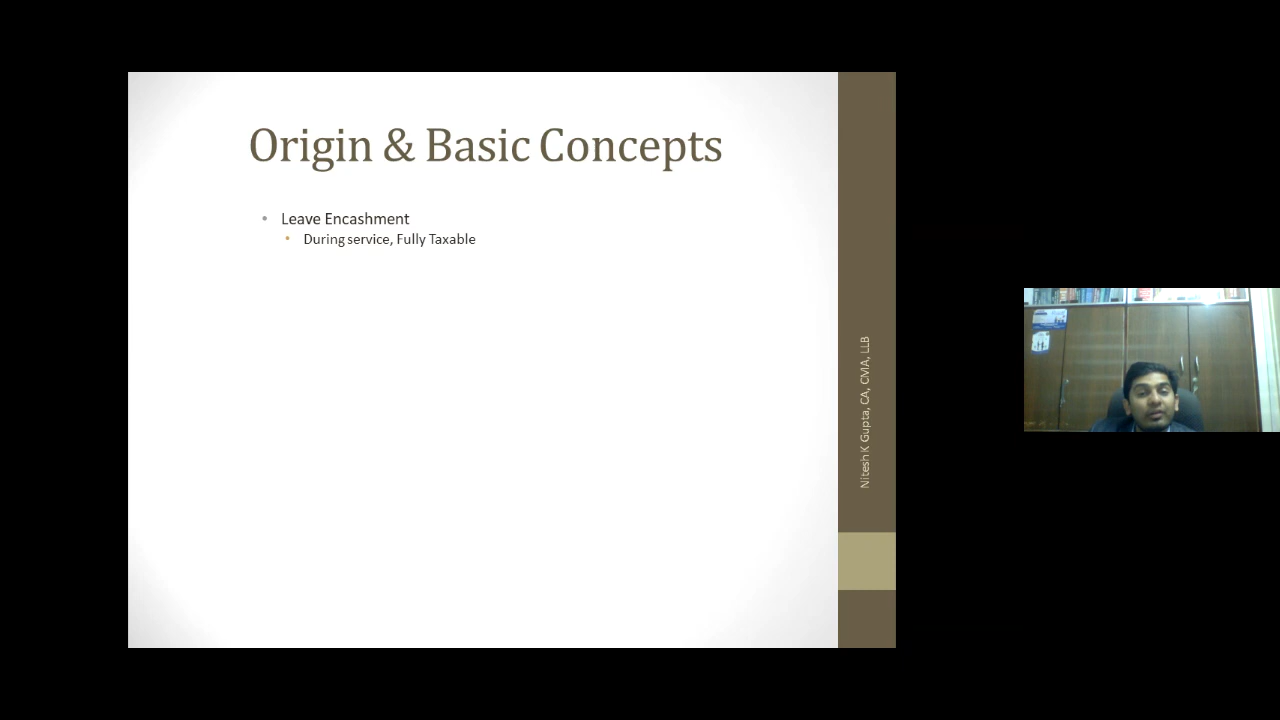 Origin & Basic Concepts
Leave Encashment
During service, Fully Taxable
Nitesh K Gupta, CA, CMA, LLB